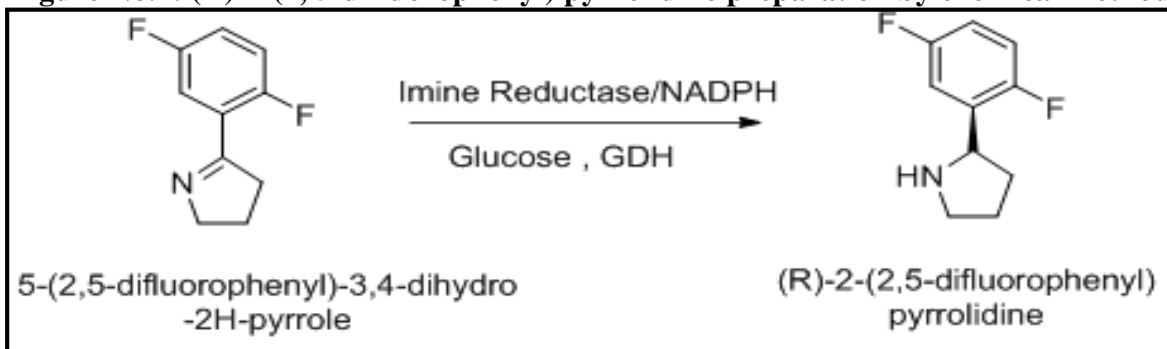 F
F
F
F
Imine Reductase/NADPH
Glucose , GDH
N
HN
5-(2,5-difluorophenyl)-3,4-dihydro
-2H-pyrrole
(R)-2-(2,5-difluorophenyl)
pyrrolidine